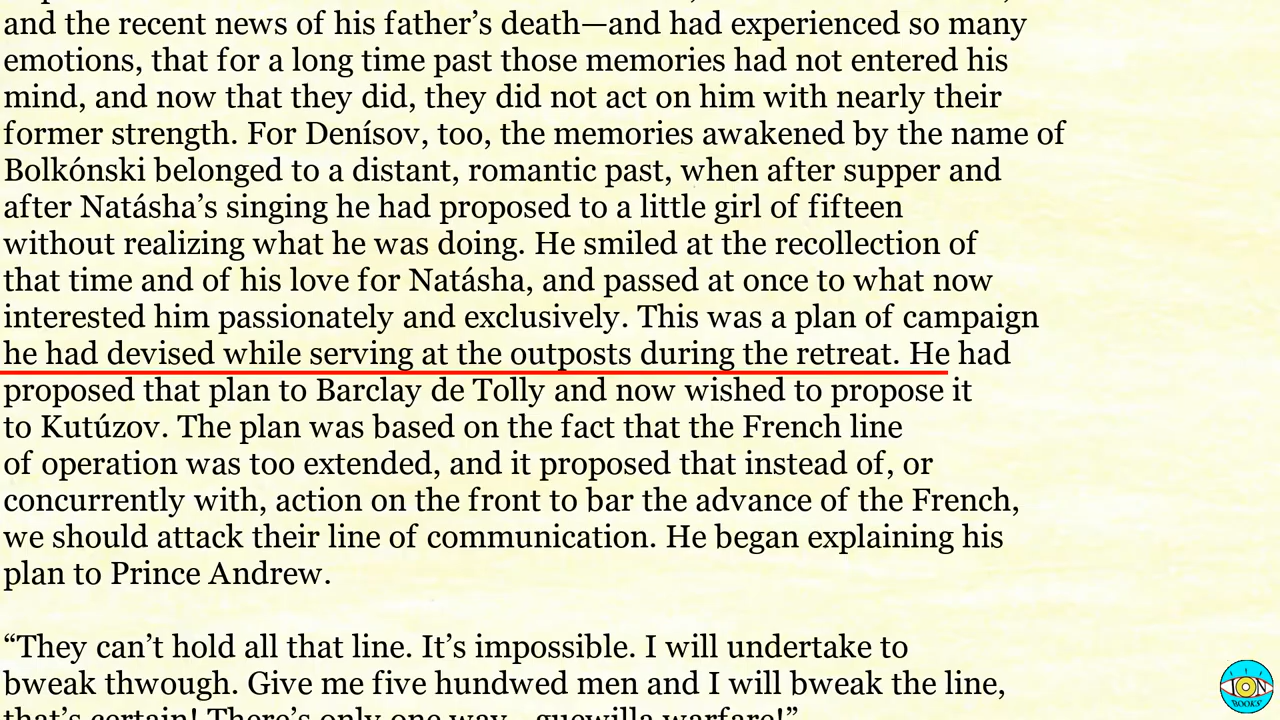 and the recent news of his father’s death—and had experienced so many
emotions, that for a long time past those memories had not entered his
mind, and now that they did, they did not act on him with nearly their
former strength. For Denísov, too, the memories awakened by the name of
Bolkónski belonged to a distant, romantic past, when after supper and
after Natásha’s singing he had proposed to a little girl of fifteen
without realizing what he was doing. He smiled at the recollection of
that time and of his love for Natásha, and passed at once to what now
interested him passionately and exclusively. This was a plan of campaign
he had devised while serving at the outposts during the retreat. He had
proposed that plan to Barclay de Tolly and now wished to propose it
to Kutúzov. The plan was based on the fact that the French line
of operation was too extended, and it proposed that instead of, or
concurrently with, action on the front to bar the advance of the French,
we should attack their line of communication. He began explaining his
plan to Prince Andrew.
“They can’t hold all that line. It’s impossible. I will undertake to
bweak thwough. Give me five hundwed men and I will bweak the line,
that’s certain! There’s only one way—guewilla warfare!”
ION
BOOKS